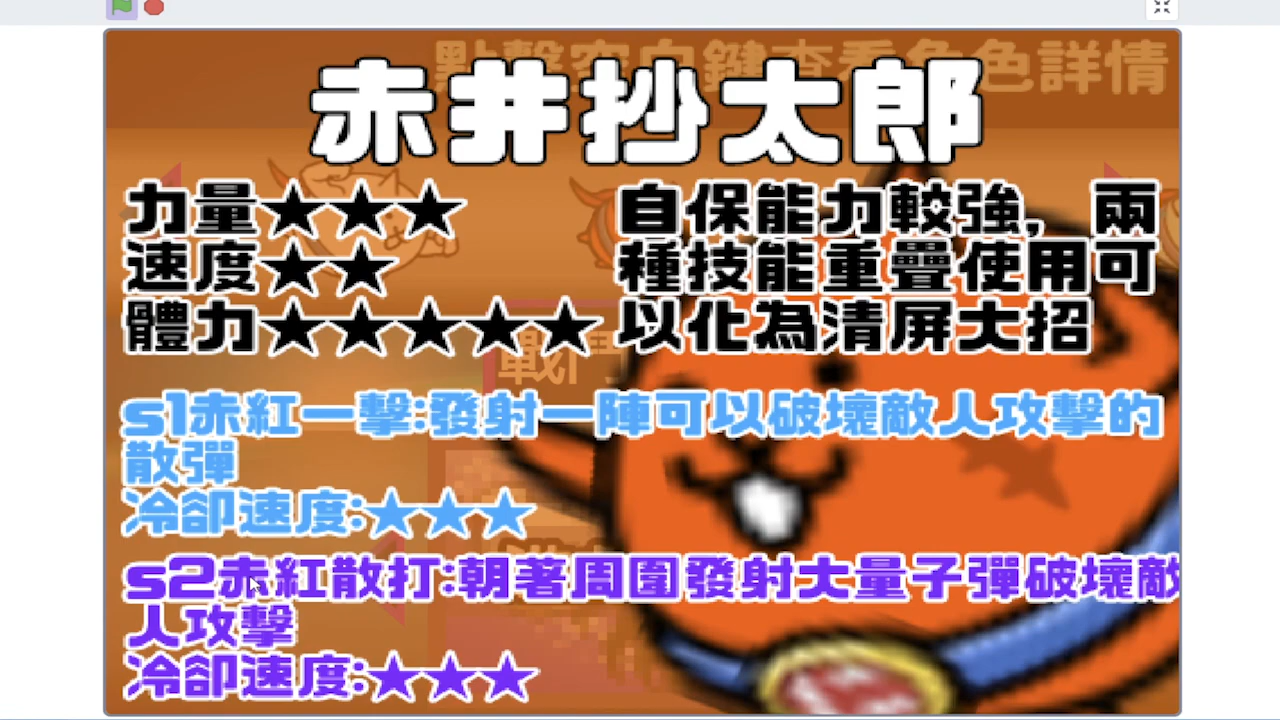 點擊空白鍵查看角色詳情
赤井抄太郎
力量★★★
速度★★
體力★★★★★
自保能力較強，兩
種技能重疊使用可
以化為清屏大招
戰鬥
s1赤紅一擊:發射一陣可以破壞敵人攻擊的
散彈
冷卻速度:★★★
s2赤紅散打:朝著周圍發射大量子彈破壞敵
人攻擊
冷卻速度:★★★